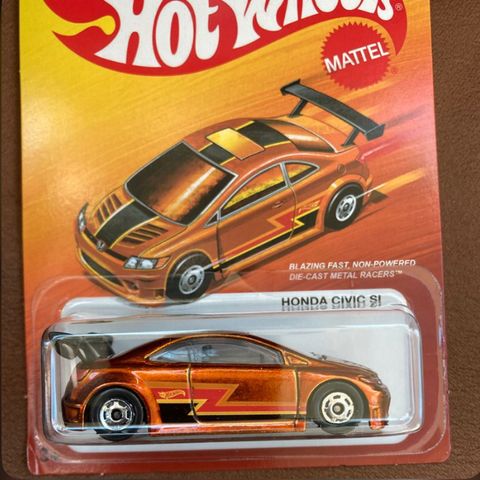 Hot Wheels®
MATTEL
BLAZING FAST, NON-POWERED
DIE-CAST METAL RACERS™
HONDA CIVIC SI